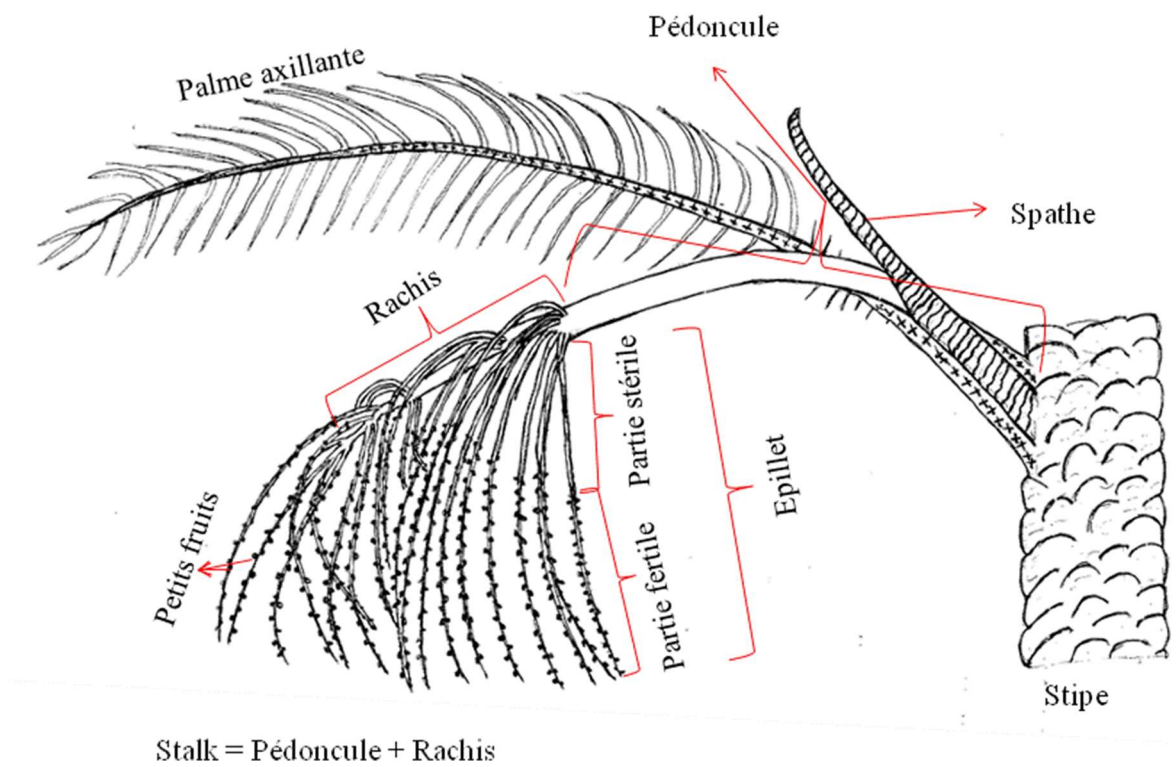 Pédoncule
Palme axillante
Spathe
Rachis
Partie stérile
Epillet
Petits fruits
Partie fertile
Stipe
Stalk = Pédoncule + Rachis